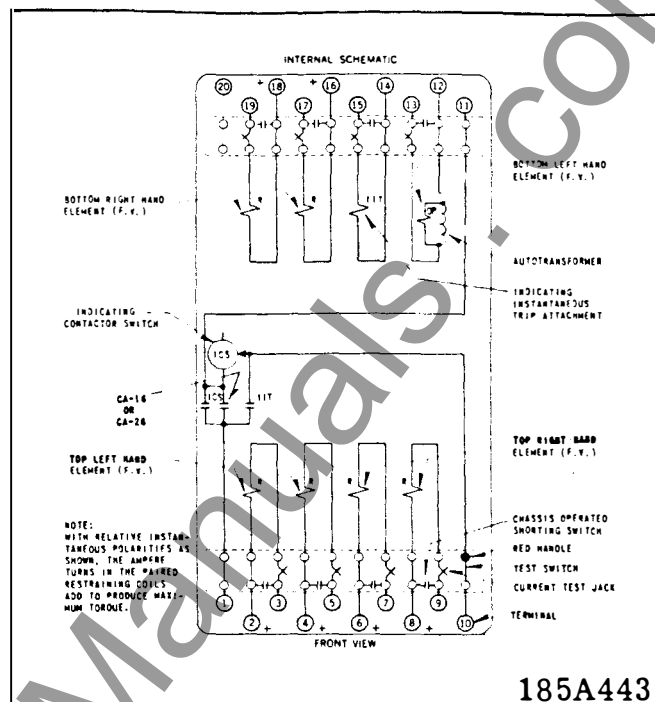 INTERNAL SCHEMATIC
20
+
18
+
16
14
12
19
17
15
13
11
BOTTOM RIGHT HAND
ELEMENT (F.V.)
R
R
IIT
OP
BOTTOM LEFT HAND
ELEMENT (F.V.)
AUTOTRANSFORMER
INDICATING
INSTANTANEOUS
TRIP ATTACHMENT
INDICATING
CONTACTOR SWITCH
ICS
ICS
IIT
CA-16
OR
CA-26
TOP LEFT HAND
ELEMENT (F.V.)
R
R
R
R
TOP RIGHT HAND
ELEMENT (F.V.)
NOTE:
WITH RELATIVE INSTAN-
TANEOUS POLARITIES AS
SHOWN, THE AMPERE
TURNS IN THE PAIRED
RESTRAINING COILS
ADD TO PRODUCE MAXI-
MUM TORQUE.
CHASSIS OPERATED
SHORTING SWITCH
RED HANDLE
TEST SWITCH
CURRENT TEST JACK
TERMINAL
1
3
5
7
9
2
+
4
+
6
+
8
+
10
FRONT VIEW
185A443
Manuals.com